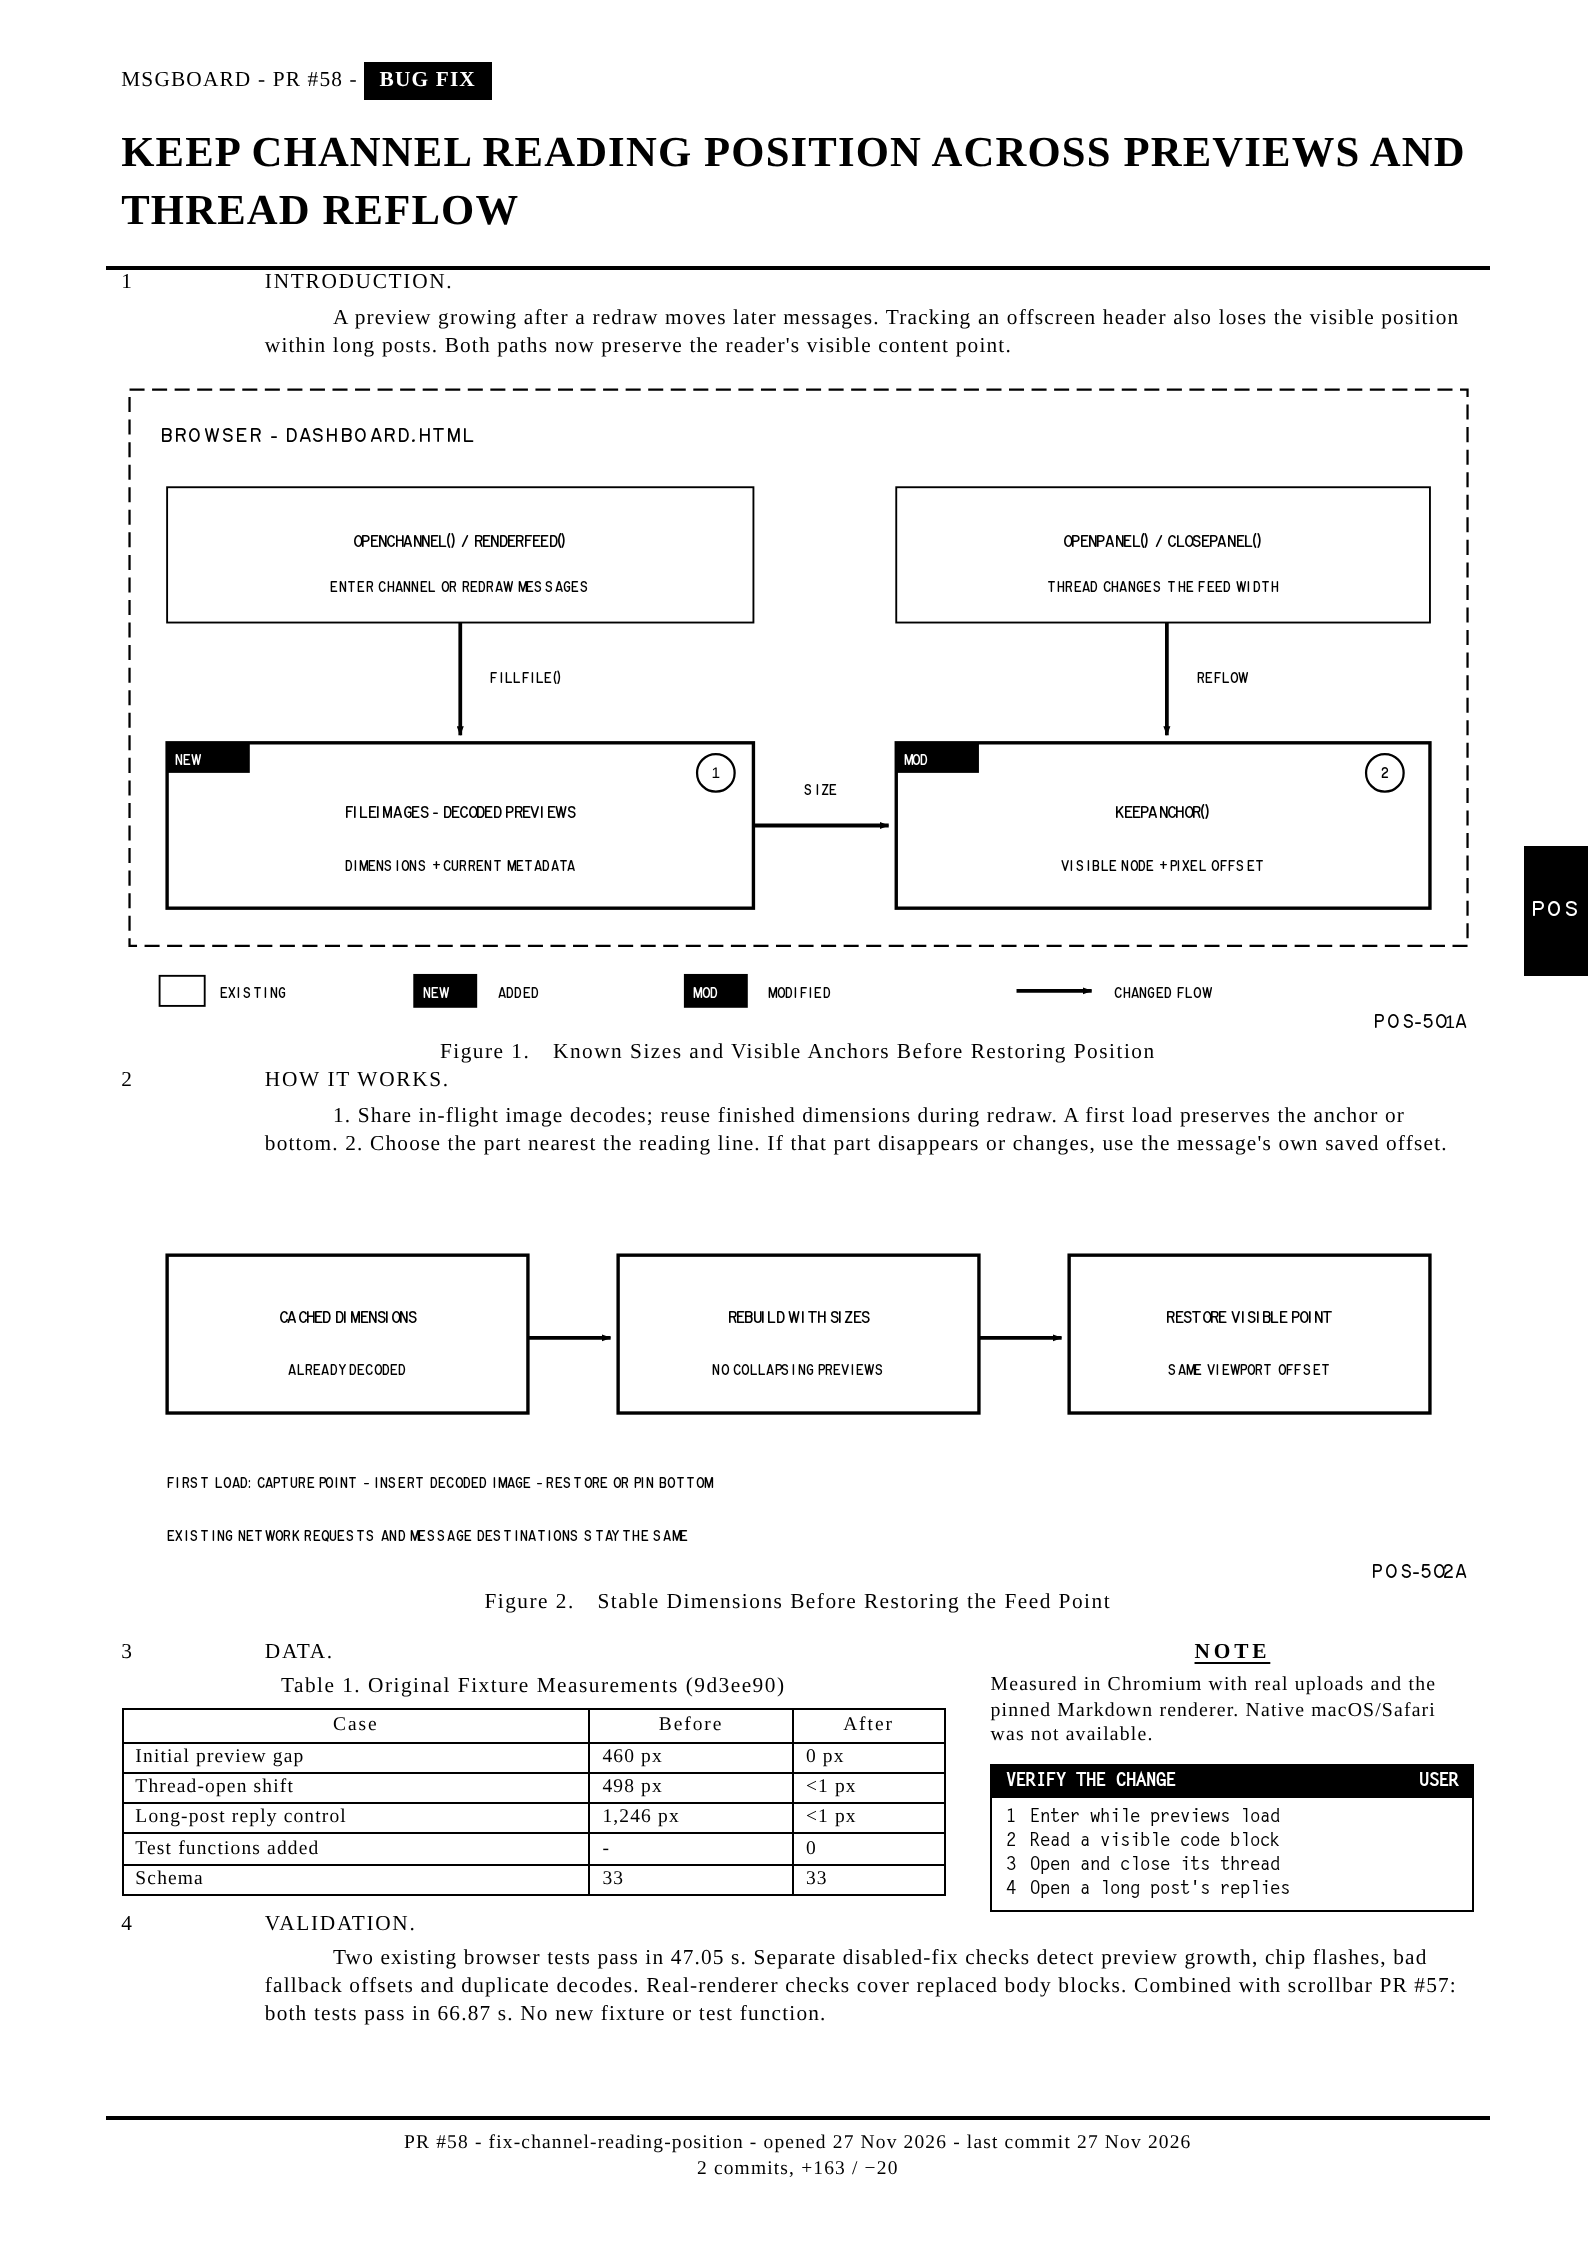 MSGBOARD - PR #58 - BUG FIX
KEEP CHANNEL READING POSITION ACROSS PREVIEWS AND
THREAD REFLOW
1 INTRODUCTION.
A preview growing after a redraw moves later messages. Tracking an offscreen header also loses the visible position
within long posts. Both paths now preserve the reader's visible content point.
BROWSER - DASHBOARD.HTML
OPENCHANNEL() / RENDERFEED()
ENTER CHANNEL OR REDRAW MESSAGES
OPENPANEL() / CLOSEPANEL()
THREAD CHANGES THE FEED WIDTH
FILLFILE()
REFLOW
NEW
1
FILEIMAGES - DECODED PREVIEWS
DIMENSIONS + CURRENT METADATA
SIZE
MOD
2
KEEPANCHOR()
VISIBLE NODE + PIXEL OFFSET
POS
EXISTING
NEW ADDED
MOD MODIFIED
CHANGED FLOW
POS-501A
Figure 1. Known Sizes and Visible Anchors Before Restoring Position
2 HOW IT WORKS.
1. Share in-flight image decodes; reuse finished dimensions during redraw. A first load preserves the anchor or
bottom. 2. Choose the part nearest the reading line. If that part disappears or changes, use the message's own saved offset.
CACHED DIMENSIONS
ALREADY DECODED
REBUILD WITH SIZES
NO COLLAPSING PREVIEWS
RESTORE VISIBLE POINT
SAME VIEWPORT OFFSET
FIRST LOAD: CAPTURE POINT - INSERT DECODED IMAGE - RESTORE OR PIN BOTTOM
EXISTING NETWORK REQUESTS AND MESSAGE DESTINATIONS STAY THE SAME
POS-502A
Figure 2. Stable Dimensions Before Restoring the Feed Point
3 DATA.
Table 1. Original Fixture Measurements (9d3ee90)
Case Before After
Initial preview gap 460 px 0 px
Thread-open shift 498 px <1 px
Long-post reply control 1,246 px <1 px
Test functions added - 0
Schema 33 33
NOTE
Measured in Chromium with real uploads and the
pinned Markdown renderer. Native macOS/Safari
was not available.
VERIFY THE CHANGE USER
1 Enter while previews load
2 Read a visible code block
3 Open and close its thread
4 Open a long post's replies
4 VALIDATION.
Two existing browser tests pass in 47.05 s. Separate disabled-fix checks detect preview growth, chip flashes, bad
fallback offsets and duplicate decodes. Real-renderer checks cover replaced body blocks. Combined with scrollbar PR #57:
both tests pass in 66.87 s. No new fixture or test function.
PR #58 - fix-channel-reading-position - opened 27 Nov 2026 - last commit 27 Nov 2026
2 commits, +163 / −20